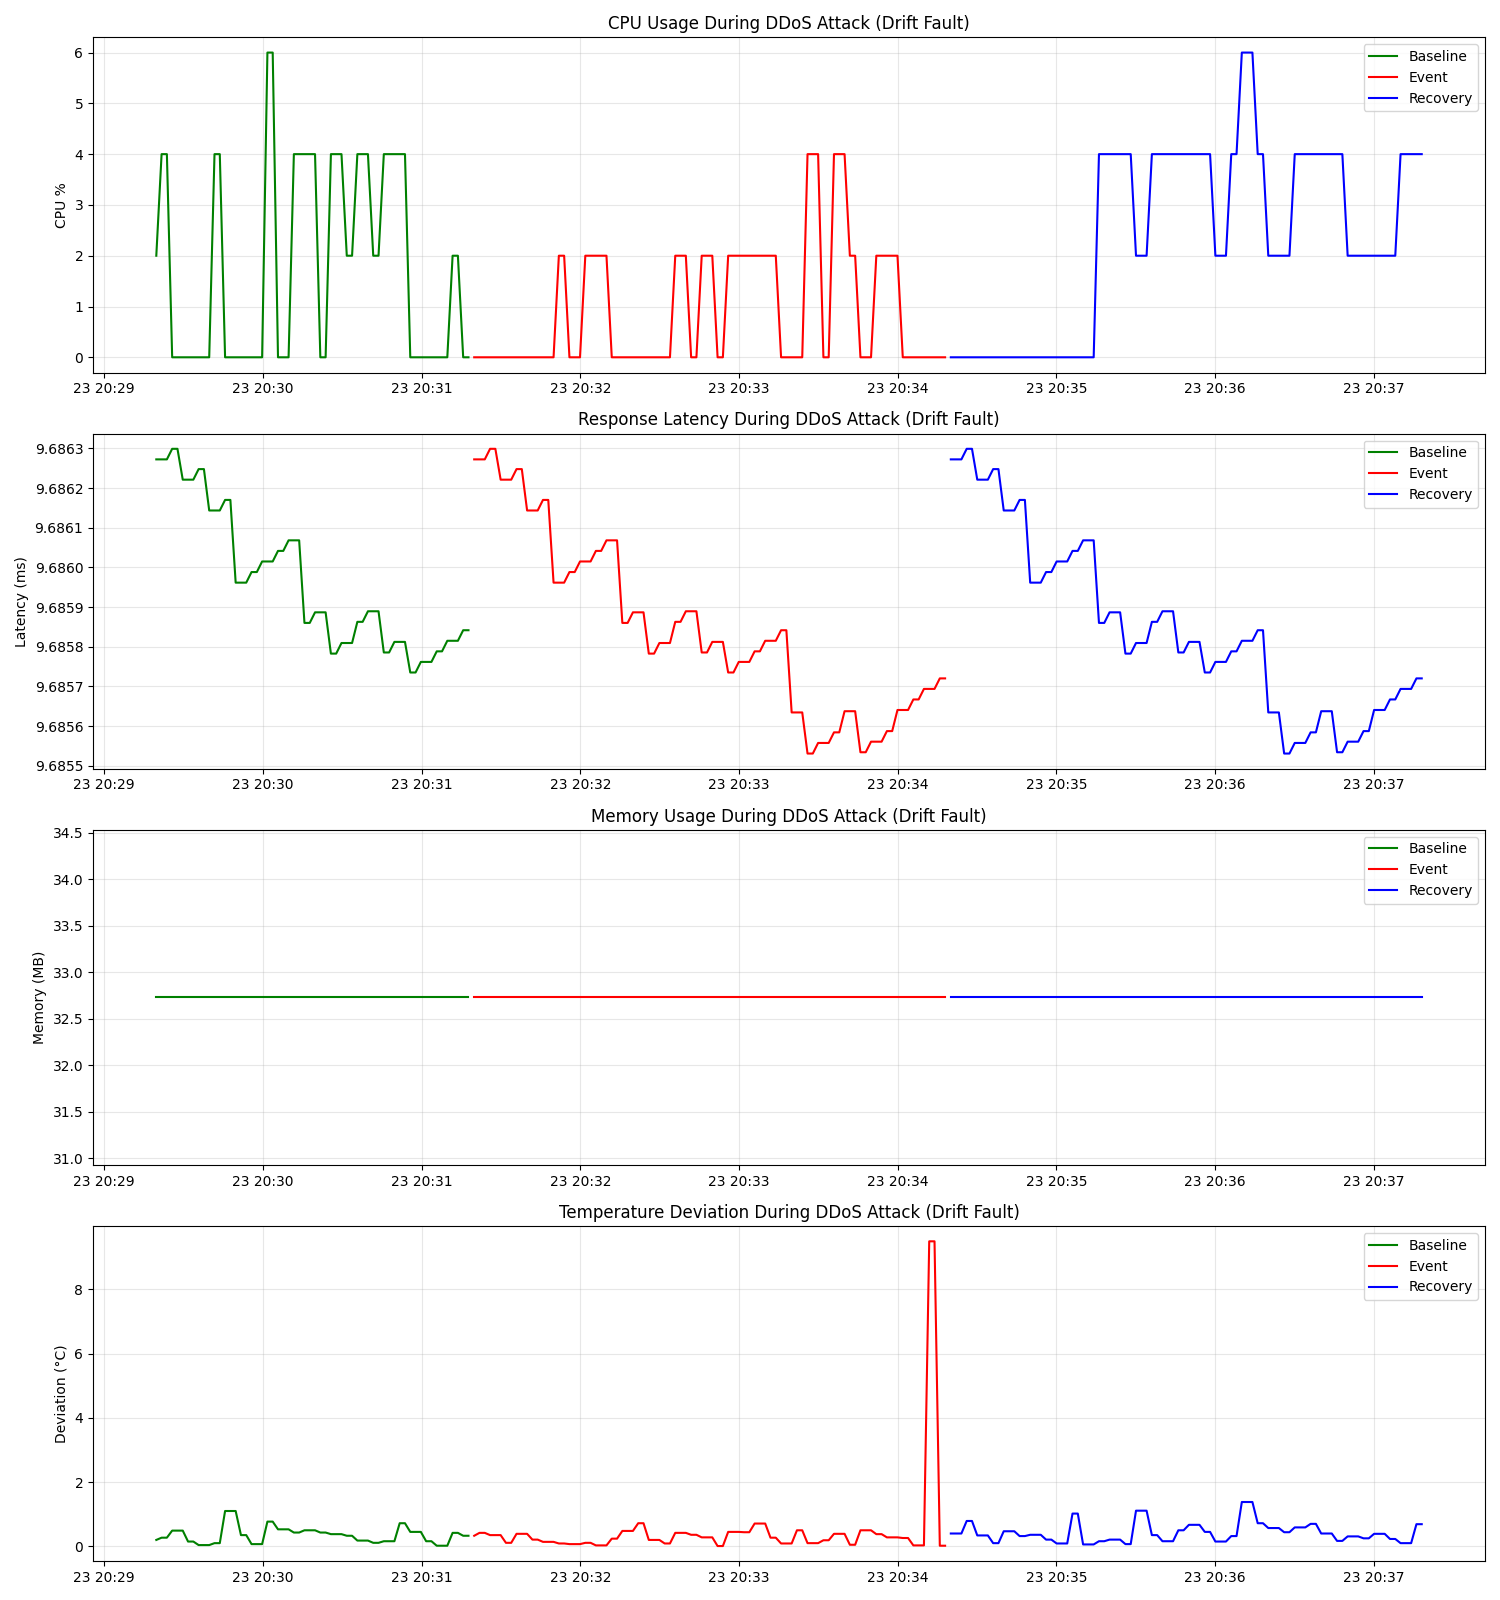 CPU Usage During DDoS Attack (Drift Fault)
CPU %
6
5
4
3
2
1
0
Baseline
Event
Recovery
23 20:29 23 20:30 23 20:31 23 20:32 23 20:33 23 20:34 23 20:35 23 20:36 23 20:37
Response Latency During DDoS Attack (Drift Fault)
Latency (ms)
9.6863
9.6862
9.6861
9.6860
9.6859
9.6858
9.6857
9.6856
9.6855
Baseline
Event
Recovery
23 20:29 23 20:30 23 20:31 23 20:32 23 20:33 23 20:34 23 20:35 23 20:36 23 20:37
Memory Usage During DDoS Attack (Drift Fault)
Memory (MB)
34.5
34.0
33.5
33.0
32.5
32.0
31.5
31.0
Baseline
Event
Recovery
23 20:29 23 20:30 23 20:31 23 20:32 23 20:33 23 20:34 23 20:35 23 20:36 23 20:37
Temperature Deviation During DDoS Attack (Drift Fault)
Deviation (°C)
8
6
4
2
0
Baseline
Event
Recovery
23 20:29 23 20:30 23 20:31 23 20:32 23 20:33 23 20:34 23 20:35 23 20:36 23 20:37